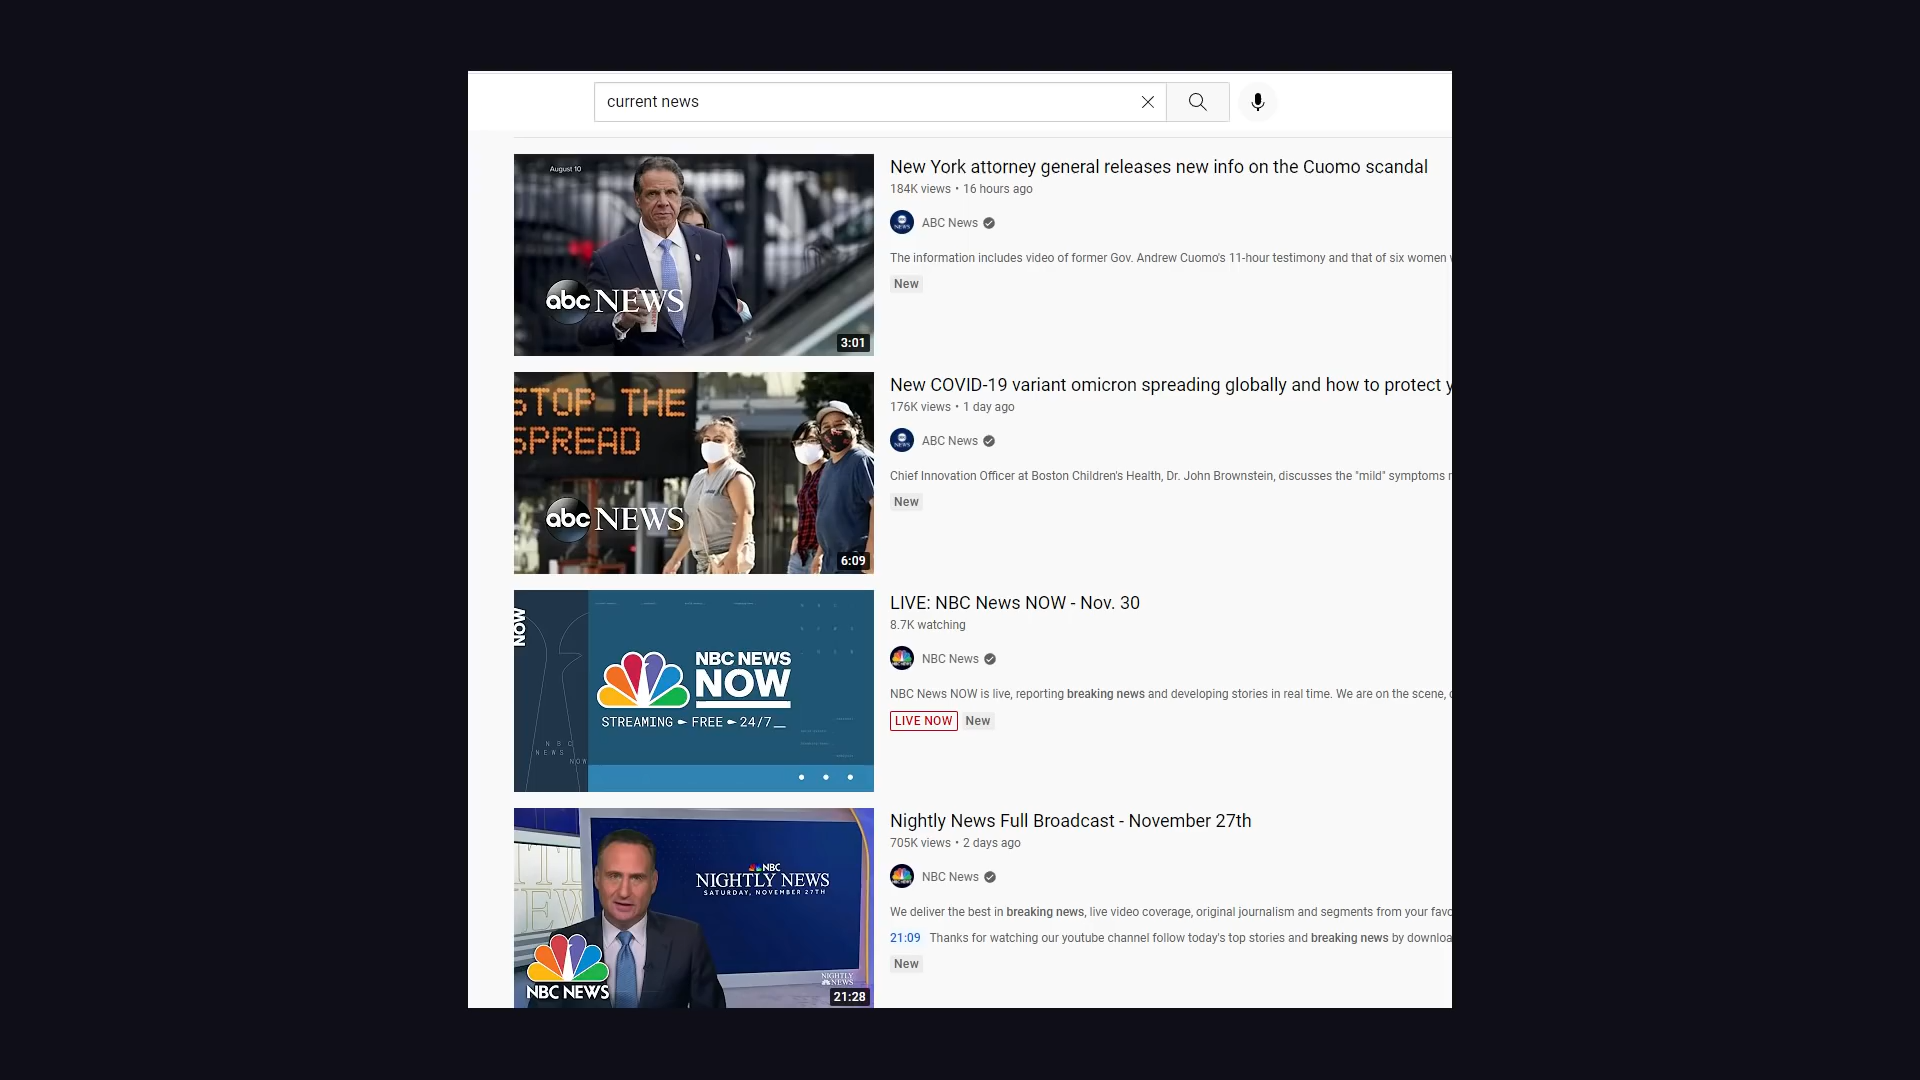 current news
August 10
abc NEWS
3:01
New York attorney general releases new info on the Cuomo scandal
184K views • 16 hours ago
ABC News
The information includes video of former Gov. Andrew Cuomo's 11-hour testimony and that of six women
New
STOP THE
SPREAD
abc NEWS
6:09
New COVID-19 variant omicron spreading globally and how to protect
176K views • 1 day ago
ABC News
Chief Innovation Officer at Boston Children's Health, Dr. John Brownstein, discusses the "mild" symptoms
New
NOW
NBC NEWS
NOW
STREAMING FREE 24/7_
NBC
NEWS
NOW
LIVE: NBC News NOW - Nov. 30
8.7K watching
NBC News
NBC News NOW is live, reporting breaking news and developing stories in real time. We are on the scene,
LIVE NOW New
NBC
NIGHTLY NEWS
SATURDAY, NOVEMBER 27TH
NBC NEWS
NIGHTLY
NEWS
21:28
Nightly News Full Broadcast - November 27th
705K views • 2 days ago
NBC News
We deliver the best in breaking news, live video coverage, original journalism and segments from your
21:09 Thanks for watching our youtube channel follow today's top stories and breaking news by
New